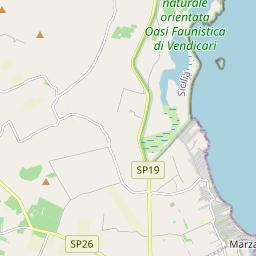 naturale
orientata
Oasi Faunistica
di Vendicari
Sicilia
SP19
SP26
Marza